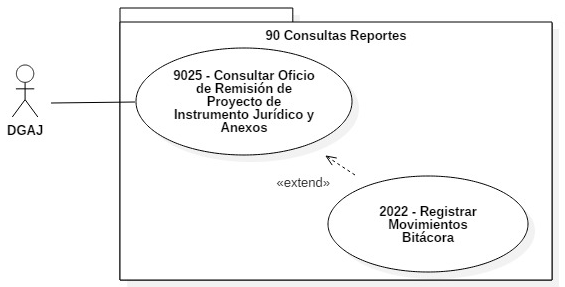 90 Consultas Reportes
9025 - Consultar Oficio
de Remisión de
Proyecto de
Instrumento Jurídico y
Anexos
DGAJ
«extend»
2022 - Registrar
Movimientos
Bitácora